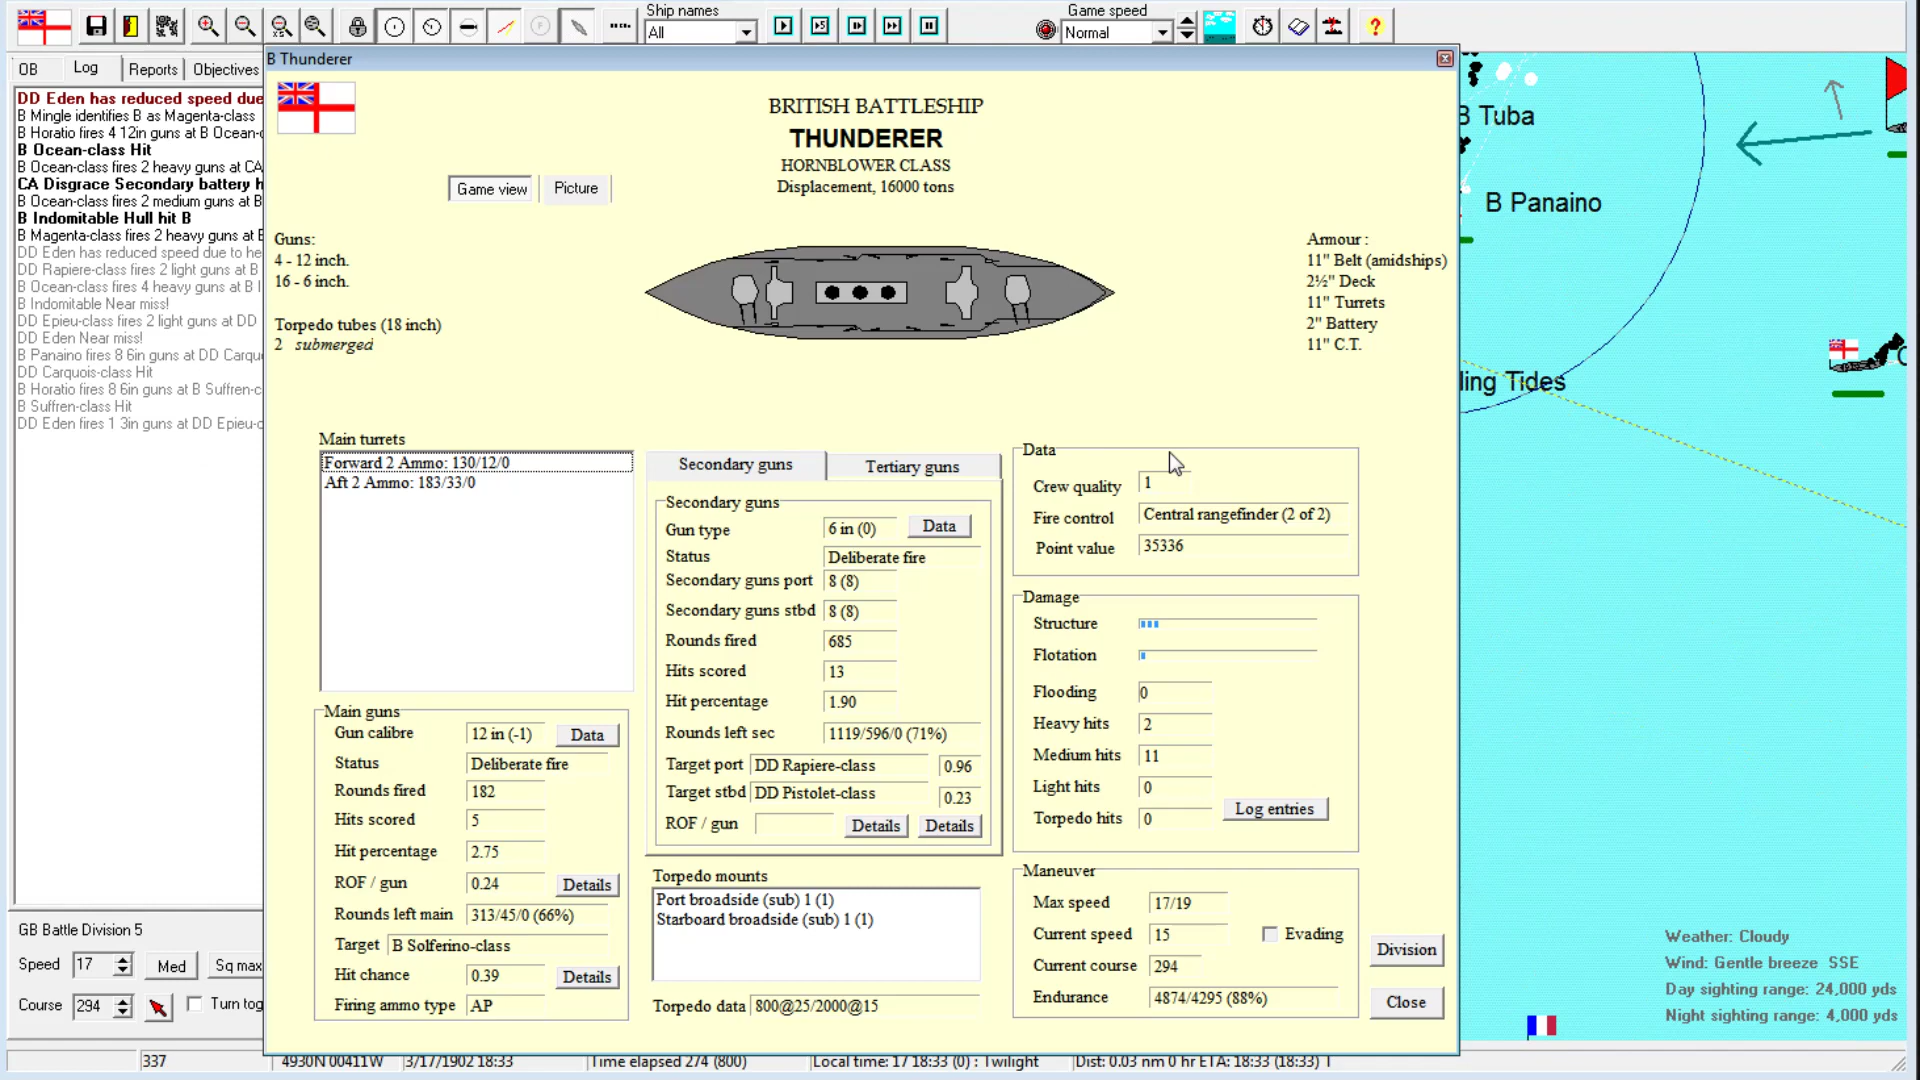 Ship names
All
Game speed
Normal
OB
Log
Reports
Objectives
DD Eden has reduced speed due
B Mingle identifies B as Magenta-class
B Horatio fires 4 12in guns at B Ocean-c
B Ocean-class Hit
B Ocean-class fires 2 heavy guns at CA
CA Disgrace Secondary battery h
B Ocean-class fires 2 medium guns at B
B Indomitable Hull hit B
B Magenta-class fires 2 heavy guns at B
DD Eden has reduced speed due to he
DD Rapiere-class fires 2 light guns at B
B Ocean-class fires 4 heavy guns at B I
B Indomitable Near miss!
DD Epieu-class fires 2 light guns at DD
DD Eden Near miss!
B Panaino fires 8 6in guns at DD Carqu
DD Carquois-class Hit
B Horatio fires 8 6in guns at B Suffren-c
B Suffren-class Hit
DD Eden fires 1 3in guns at DD Epieu-c
GB Battle Division 5
Speed 17 Med Sq max
Course 294 Turn tog
B Thunderer
BRITISH BATTLESHIP
THUNDERER
HORNBLOWER CLASS
Displacement, 16000 tons
Game view
Picture
Guns:
4 - 12 inch.
16 - 6 inch.
Torpedo tubes (18 inch)
2 submerged
Armour :
11" Belt (amidships)
2½" Deck
11" Turrets
2" Battery
11" C.T.
Main turrets
Forward 2 Ammo: 130/12/0
Aft 2 Ammo: 183/33/0
Main guns
Gun calibre 12 in (-1) Data
Status Deliberate fire
Rounds fired 182
Hits scored 5
Hit percentage 2.75
ROF / gun 0.24 Details
Rounds left main 313/45/0 (66%)
Target B Solferino-class
Hit chance 0.39 Details
Firing ammo type AP
Secondary guns
Tertiary guns
Secondary guns
Gun type 6 in (0) Data
Status Deliberate fire
Secondary guns port 8 (8)
Secondary guns stbd 8 (8)
Rounds fired 685
Hits scored 13
Hit percentage 1.90
Rounds left sec 1119/596/0 (71%)
Target port DD Rapiere-class 0.96
Target stbd DD Pistolet-class 0.23
ROF / gun Details Details
Torpedo mounts
Port broadside (sub) 1 (1)
Starboard broadside (sub) 1 (1)
Torpedo data 800@25/2000@15
Data
Crew quality 1
Fire control Central rangefinder (2 of 2)
Point value 35336
Damage
Structure
Flotation
Flooding 0
Heavy hits 2
Medium hits 11
Light hits 0
Torpedo hits 0
Log entries
Maneuver
Max speed 17/19
Current speed 15 Evading
Current course 294
Endurance 4874/4295 (88%)
Division
Close
B Tuba
B Panaino
ling Tides
Weather: Cloudy
Wind: Gentle breeze SSE
Day sighting range: 24,000 yds
Night sighting range: 4,000 yds
337
4930N 00411W
3/17/1902 18:33
Time elapsed 274 (800)
Local time: 17 18:33 (0) : Twilight
Dist: 0.03 nm 0 hr ETA: 18:33 (18:33) T